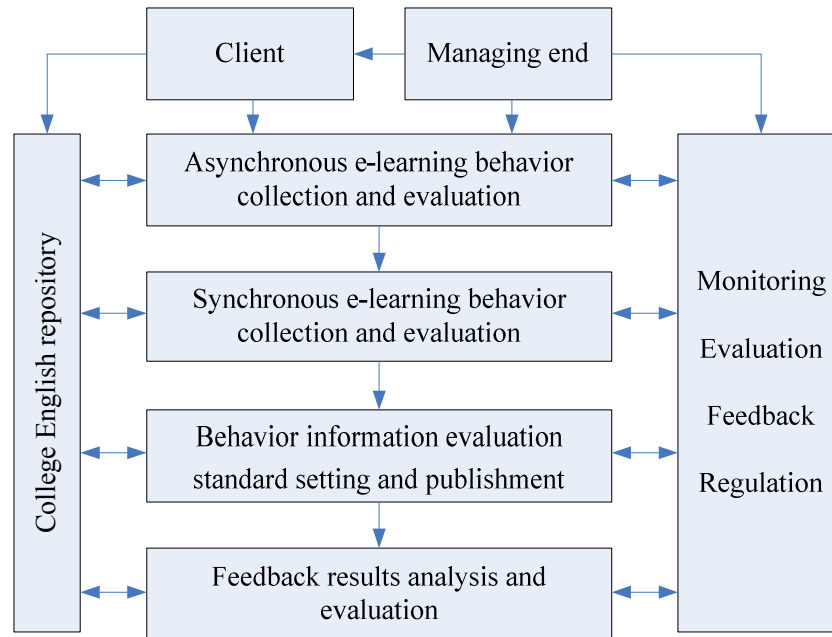 Client
Managing end
Asynchronous e-learning behavior
collection and evaluation
Synchronous e-learning behavior
collection and evaluation
Behavior information evaluation
standard setting and publishment
Feedback results analysis and
evaluation
College English repository
Monitoring
Evaluation
Feedback
Regulation